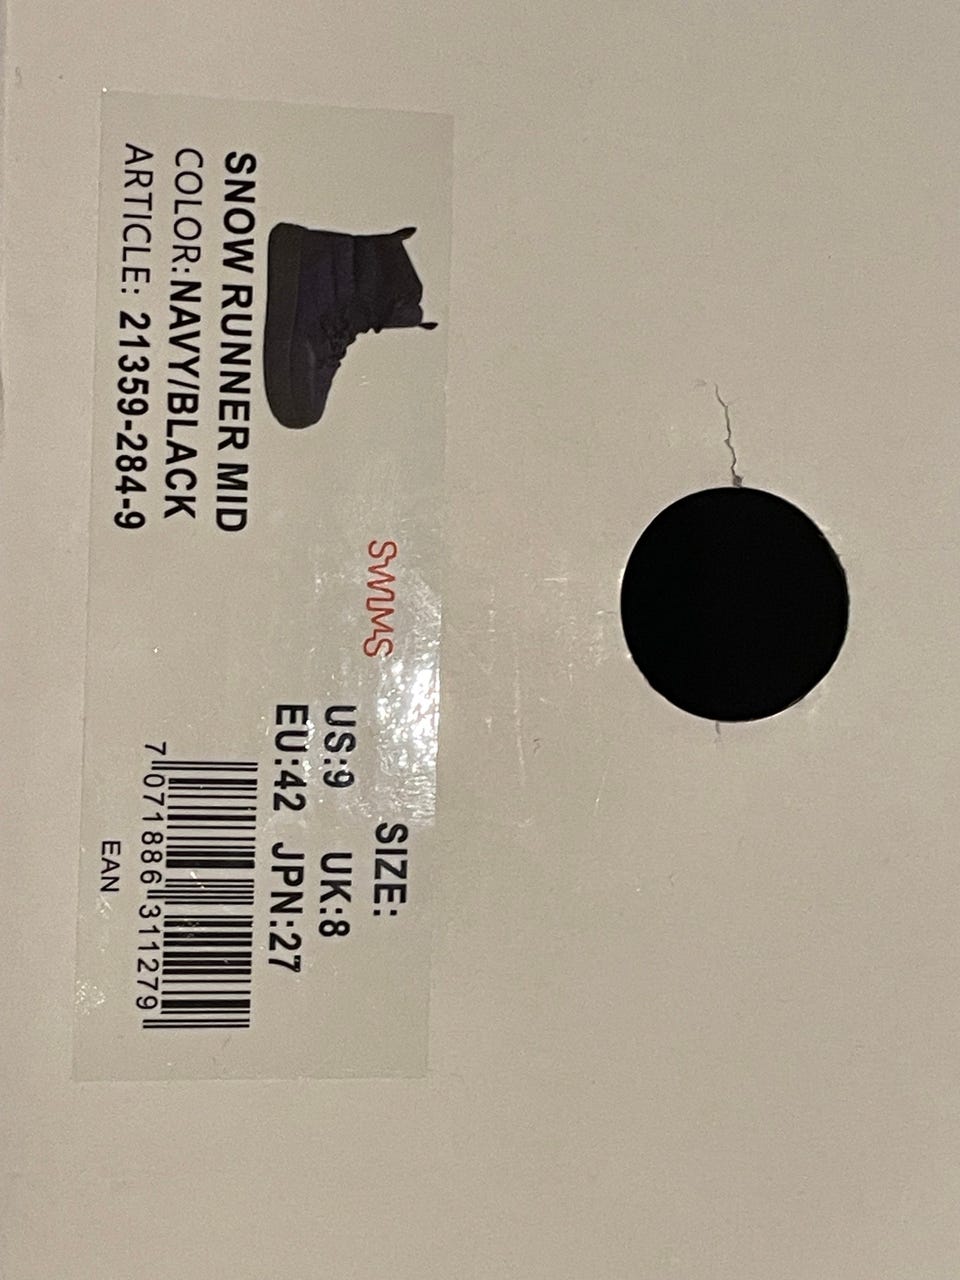 SWIMS
SIZE:
US:9 UK:8
EU:42 JPN:27
SNOW RUNNER MID
COLOR:NAVY/BLACK
ARTICLE: 21359-284-9
7 071886 311279
EAN